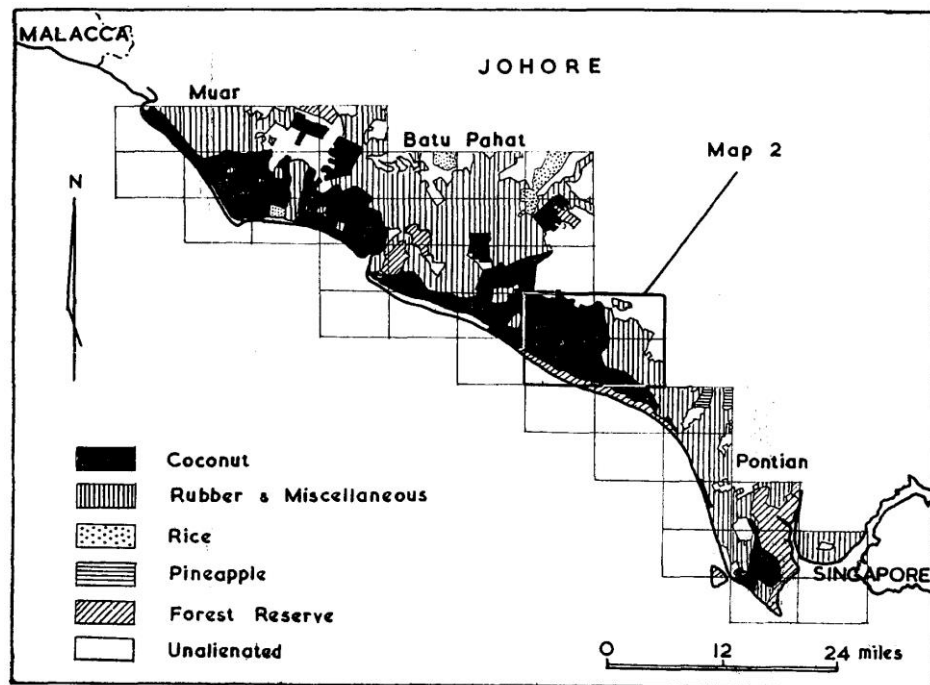 MALACCA
JOHORE
Muar
Batu Pahat
Map 2
N
Pontian
SINGAPORE
Coconut
Rubber & Miscellaneous
Rice
Pineapple
Forest Reserve
Unalienated
0 12 24 miles